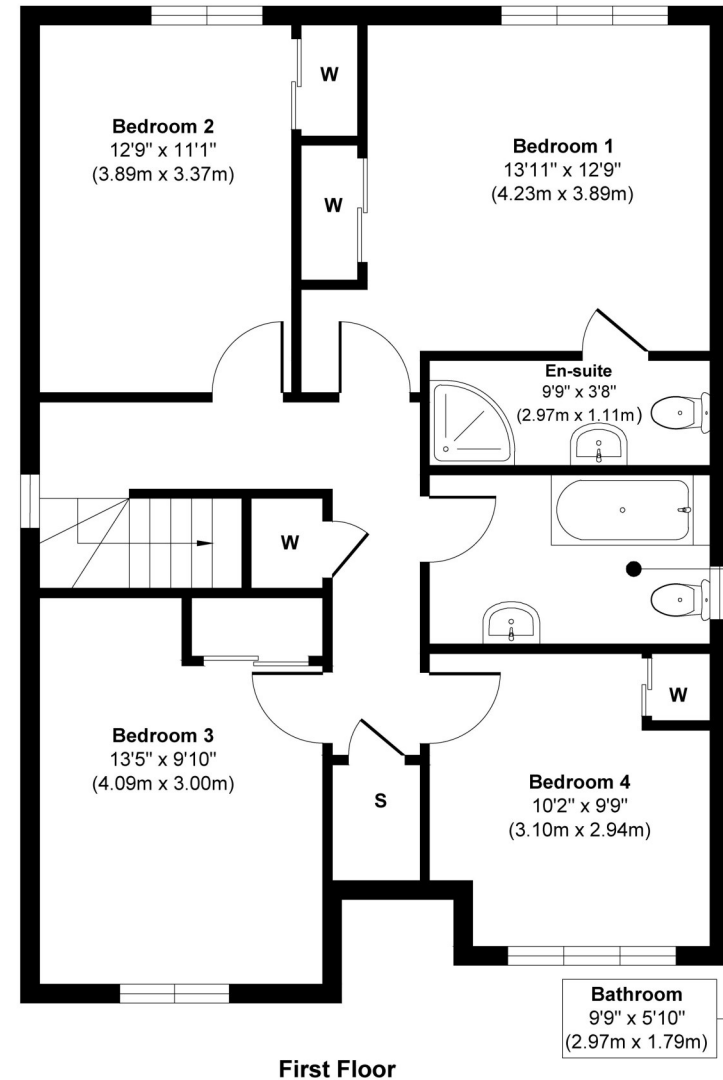 W
Bedroom 2
12'9" x 11'1"
(3.89m x 3.37m)
Bedroom 1
13'11" x 12'9"
(4.23m x 3.89m)
W
En-suite
9'9" x 3'8"
(2.97m x 1.11m)
W
W
Bedroom 3
13'5" x 9'10"
(4.09m x 3.00m)
Bedroom 4
10'2" x 9'9"
(3.10m x 2.94m)
S
Bathroom
9'9" x 5'10"
(2.97m x 1.79m)
First Floor